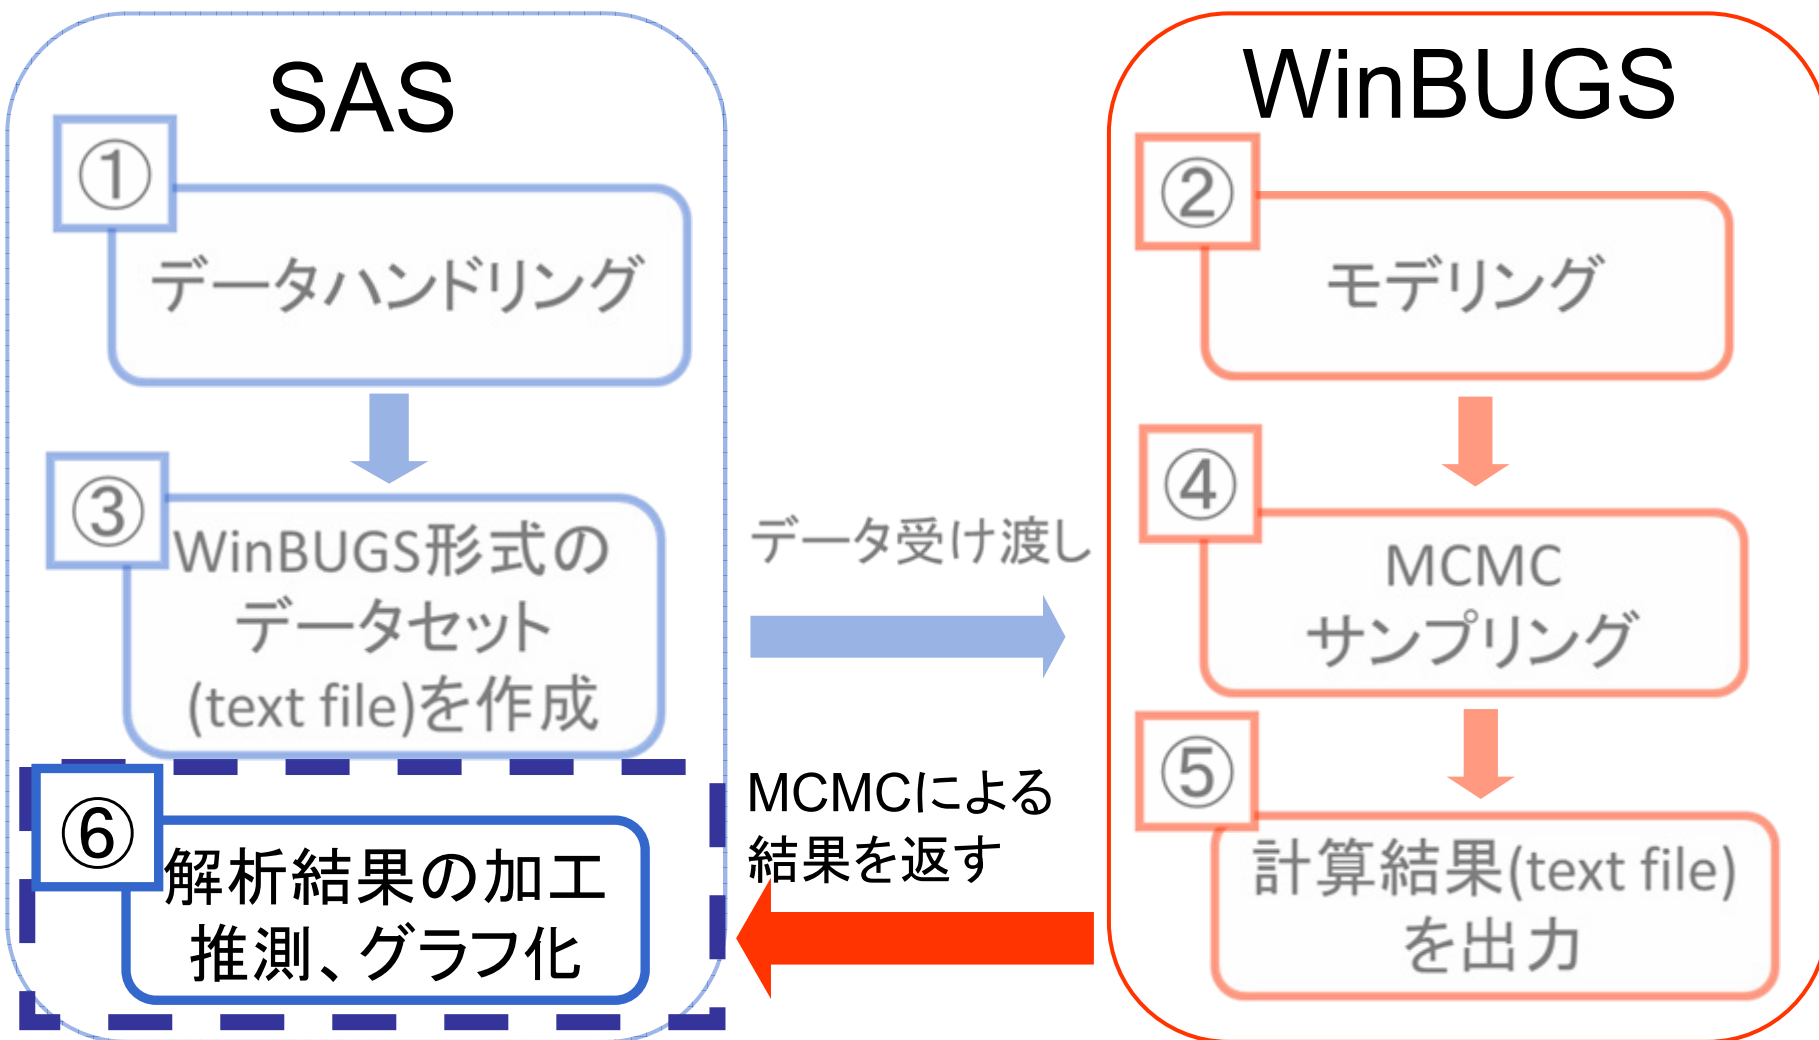 SAS
①
データハンドリング
③
WinBUGS形式の
データセット
(text file)を作成
⑥
解析結果の加工
推測、グラフ化
データ受け渡し
MCMCによる
結果を返す
WinBUGS
②
モデリング
④
MCMC
サンプリング
⑤
計算結果(text file)
を出力